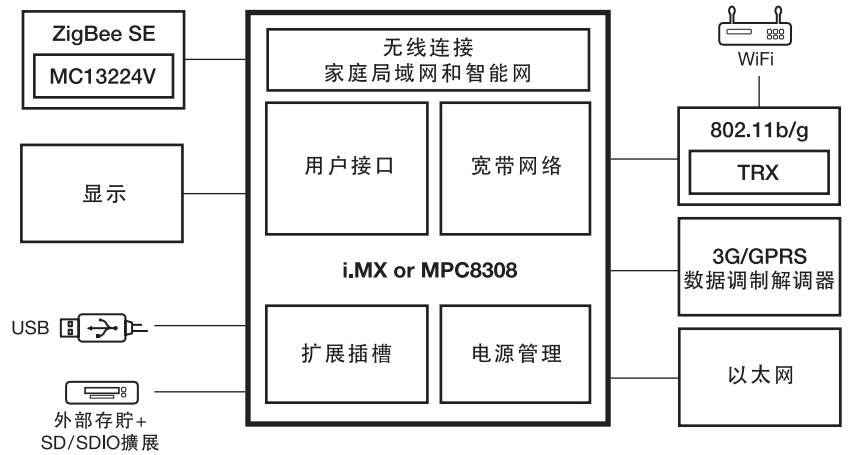 ZigBee SE
MC13224V
显示
USB
外部存貯+
SD/SDIO擴展
无线连接
家庭局域网和智能网
用户接口
宽带网络
i.MX or MPC8308
扩展插槽
电源管理
WiFi
802.11b/g
TRX
3G/GPRS
数据调制解调器
以太网